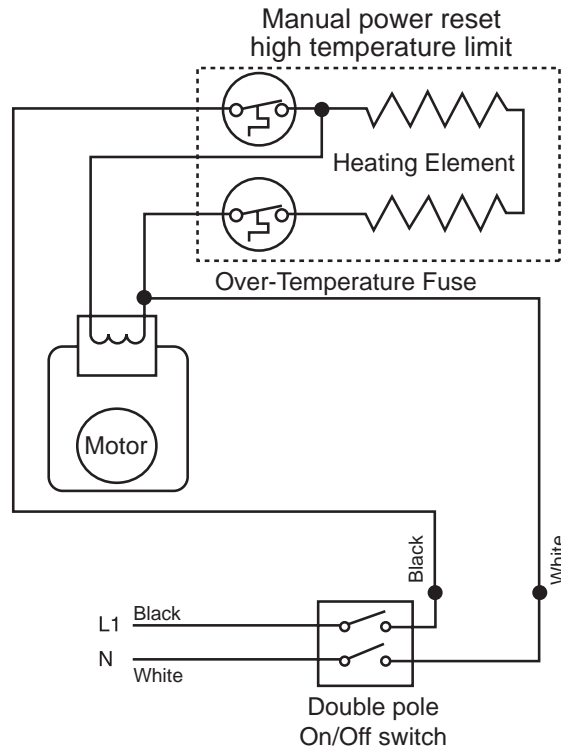 Manual power reset
high temperature limit
Heating Element
Over-Temperature Fuse
Motor
Black
White
L1
Black
N
White
Double pole
On/Off switch